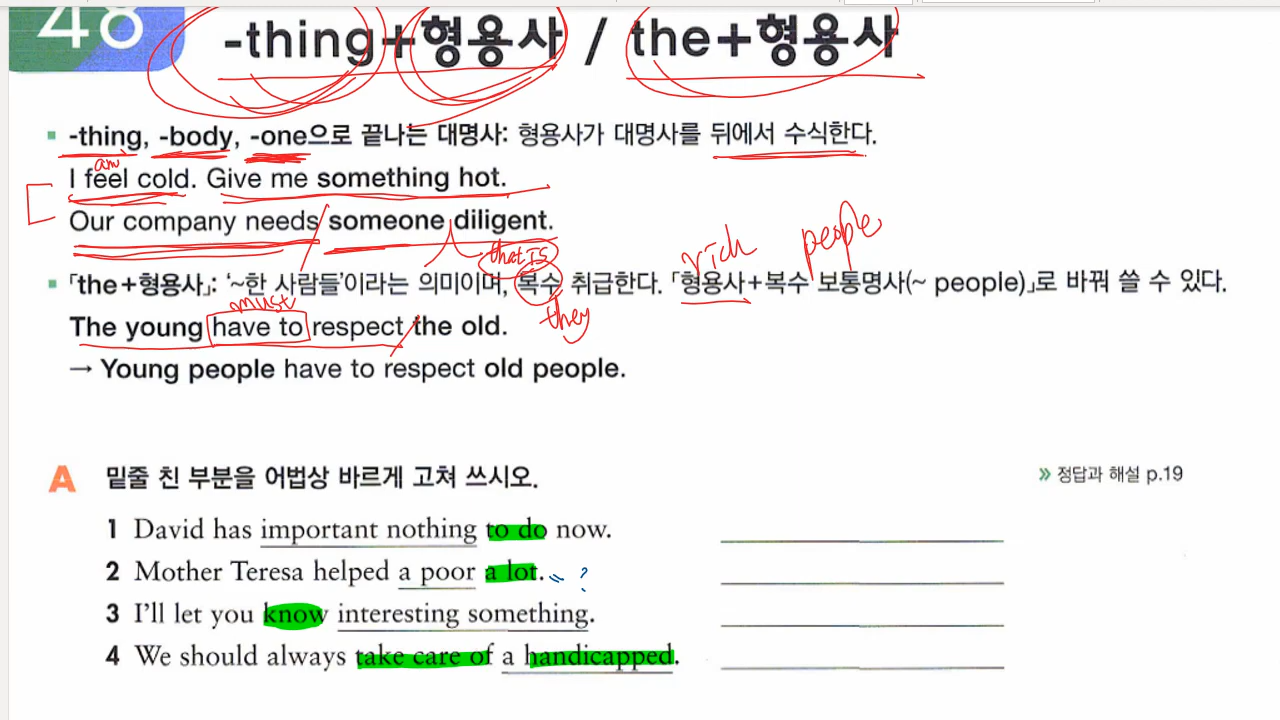 48
-thing+형용사 / the+형용사
-thing, -body, -one으로 끝나는 대명사: 형용사가 대명사를 뒤에서 수식한다.
am
I feel cold. Give me something hot.
Our company needs someone diligent.
that is
rich people
「the+형용사」: '~한 사람들'이라는 의미이며, 복수 취급한다. 「형용사+복수 보통명사(~ people)」로 바꿔 쓸 수 있다.
must
they
The young have to respect the old.
→ Young people have to respect old people.
A 밑줄 친 부분을 어법상 바르게 고쳐 쓰시오.
» 정답과 해설 p.19
1 David has important nothing to do now.
2 Mother Teresa helped a poor a lot. ?
3 I'll let you know interesting something.
4 We should always take care of a handicapped.